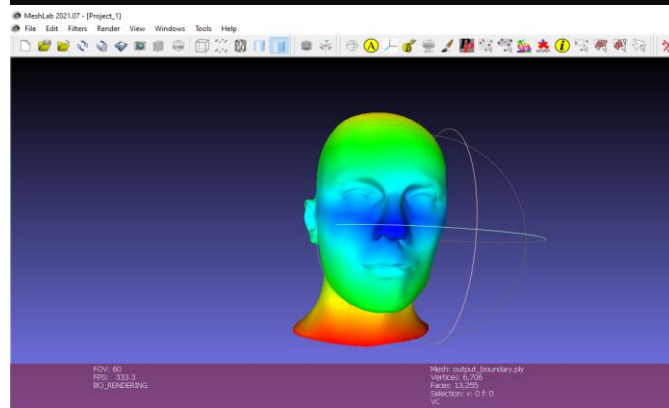 MeshLab 2021.07 - [Project_1]
File Edit Filters Render View Windows Tools Help
FOV: 60
FPS: 333.3
BO_RENDERING
Mesh: output_boundary.ply
Vertices: 6,706
Faces: 13,255
Selection: v: 0 f: 0
VC